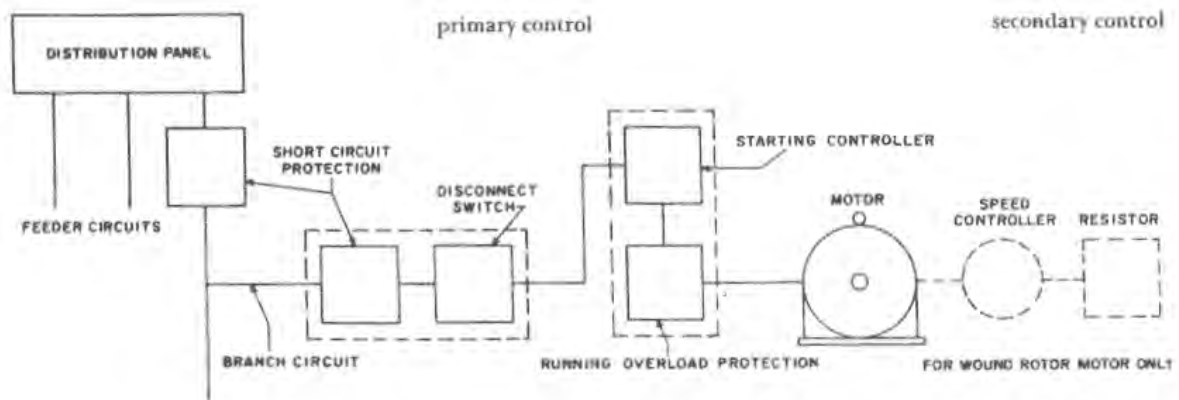 primary control
secondary control
DISTRIBUTION PANEL
SHORT CIRCUIT
PROTECTION
STARTING CONTROLLER
DISCONNECT
SWITCH
MOTOR
SPEED
CONTROLLER
RESISTOR
FEEDER CIRCUITS
BRANCH CIRCUIT
RUNNING OVERLOAD PROTECTION
FOR WOUND ROTOR MOTOR ONLY